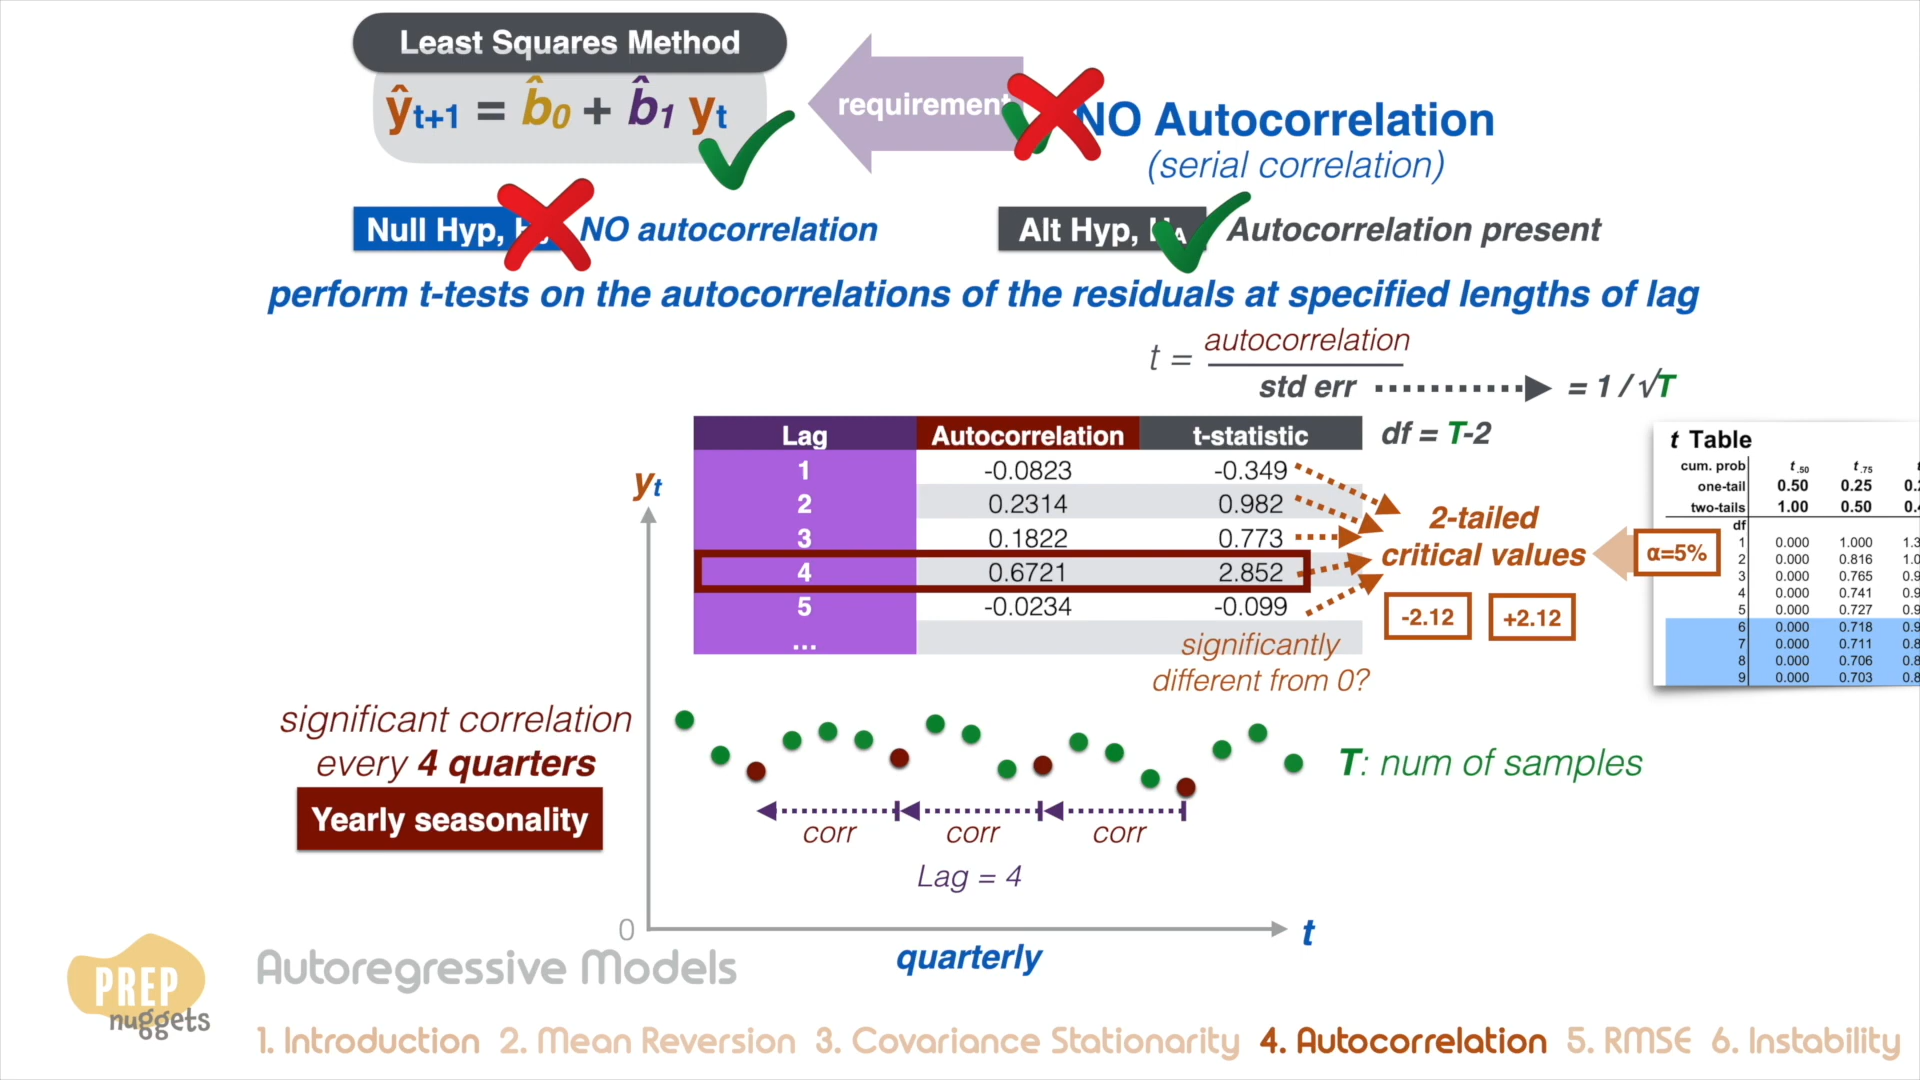 Least Squares Method
ŷt+1 = b̂0 + b̂1 yt
requirement
NO Autocorrelation
(serial correlation)
Null Hyp, H
NO autocorrelation
Alt Hyp, HA
Autocorrelation present
perform t-tests on the autocorrelations of the residuals at specified lengths of lag
t = autocorrelation
std err = 1 / √T
df = T-2
Lag Autocorrelation t-statistic
1 -0.0823 -0.349
2 0.2314 0.982
3 0.1822 0.773
4 0.6721 2.852
5 -0.0234 -0.099
...
2-tailed
critical values
α=5%
-2.12 +2.12
significantly
different from 0?
t Table
cum. prob t.50 t.75
one-tail 0.50 0.25
two-tails 1.00 0.50
df
1 0.000 1.000
2 0.000 0.816
3 0.000 0.765
4 0.000 0.741
5 0.000 0.727
6 0.000 0.718
7 0.000 0.711
8 0.000 0.706
9 0.000 0.703
yt
significant correlation
every 4 quarters
Yearly seasonality
T: num of samples
corr corr corr
Lag = 4
0
t
quarterly
PREP
nuggets
Autoregressive Models
1. Introduction 2. Mean Reversion 3. Covariance Stationarity 4. Autocorrelation 5. RMSE 6. Instability